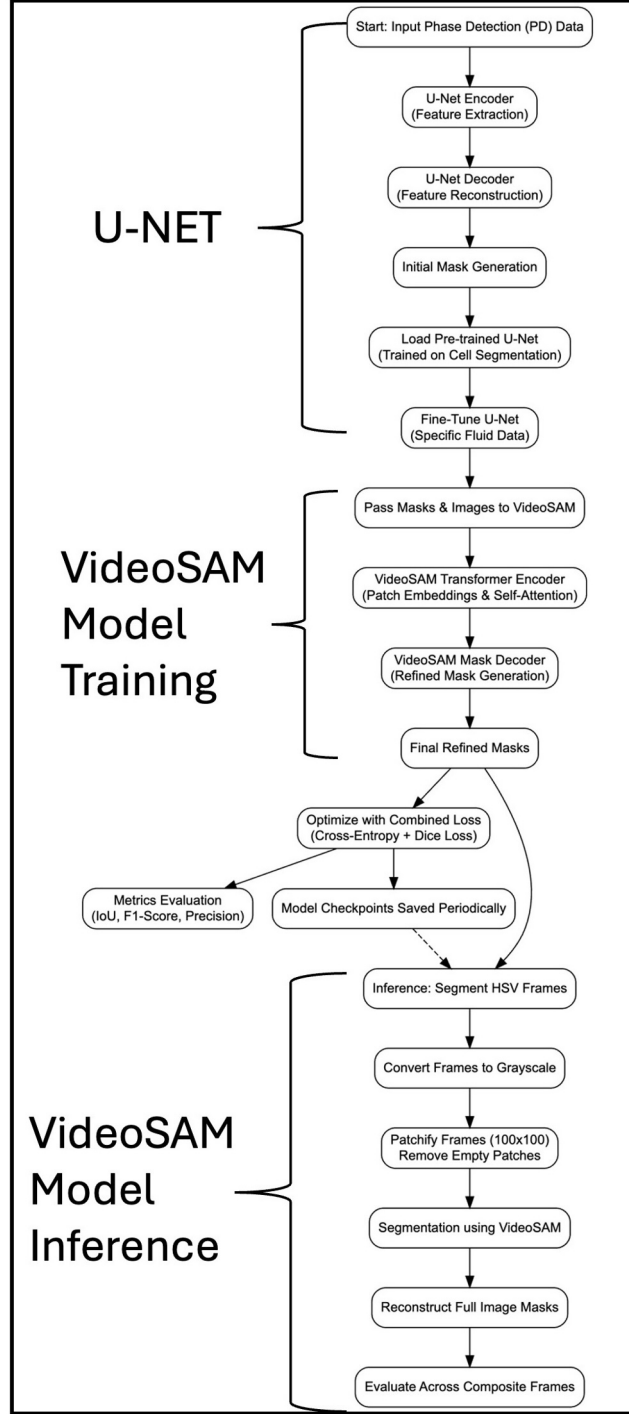 Start: Input Phase Detection (PD) Data
U-Net Encoder
(Feature Extraction)
U-Net Decoder
(Feature Reconstruction)
U-NET
Initial Mask Generation
Load Pre-trained U-Net
(Trained on Cell Segmentation)
Fine-Tune U-Net
(Specific Fluid Data)
Pass Masks & Images to VideoSAM
VideoSAM
Model
Training
VideoSAM Transformer Encoder
(Patch Embeddings & Self-Attention)
VideoSAM Mask Decoder
(Refined Mask Generation)
Final Refined Masks
Optimize with Combined Loss
(Cross-Entropy + Dice Loss)
Metrics Evaluation
(IoU, F1-Score, Precision)
Model Checkpoints Saved Periodically
Inference: Segment HSV Frames
Convert Frames to Grayscale
VideoSAM
Model
Inference
Patchify Frames (100x100)
Remove Empty Patches
Segmentation using VideoSAM
Reconstruct Full Image Masks
Evaluate Across Composite Frames